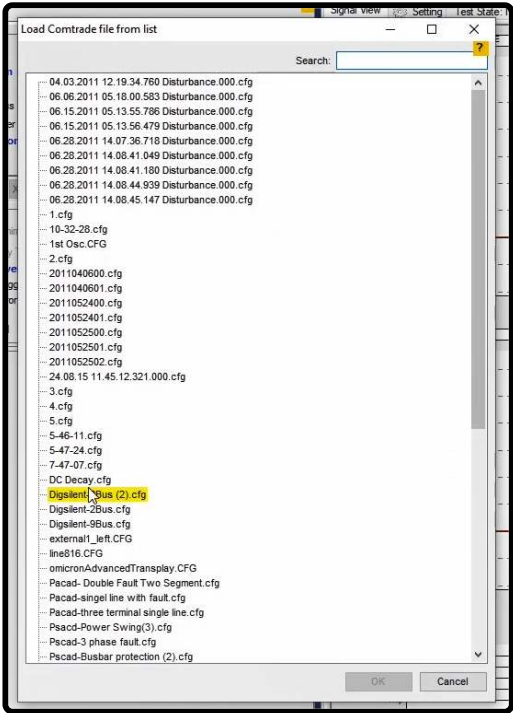 Signal View Setting Test State:
Load Comtrade file from list
?
Search:
04.03.2011 12.19.34.760 Disturbance.000.cfg
06.06.2011 05.18.00.583 Disturbance.000.cfg
06.15.2011 05.13.55.786 Disturbance.000.cfg
06.15.2011 05.13.56.479 Disturbance.000.cfg
06.28.2011 14.07.36.718 Disturbance.000.cfg
06.28.2011 14.08.41.049 Disturbance.000.cfg
06.28.2011 14.08.41.180 Disturbance.000.cfg
06.28.2011 14.08.44.939 Disturbance.000.cfg
06.28.2011 14.08.45.147 Disturbance.000.cfg
1.cfg
10-32-28.cfg
1st Osc.CFG
2.cfg
2011040600.cfg
2011040601.cfg
2011052400.cfg
2011052401.cfg
2011052500.cfg
2011052501.cfg
2011052502.cfg
24.08.15 11.45.12.321.000.cfg
3.cfg
4.cfg
5.cfg
5-46-11.cfg
5-47-24.cfg
7-47-07.cfg
DC Decay.cfg
(2).cfg
Digsilent-2Bus.cfg
Digsilent-9Bus.cfg
external1_left.CFG
line816.CFG
omicronAdvancedTransplay.CFG
Pacad- Double Fault Two Segment.cfg
Pacad-singel line with fault.cfg
Pacad-three terminal single line.cfg
Psacd-Power Swing(3).cfg
Pscad-3 phase fault.cfg
Pscad-Busbar protection (2).cfg
OK Cancel